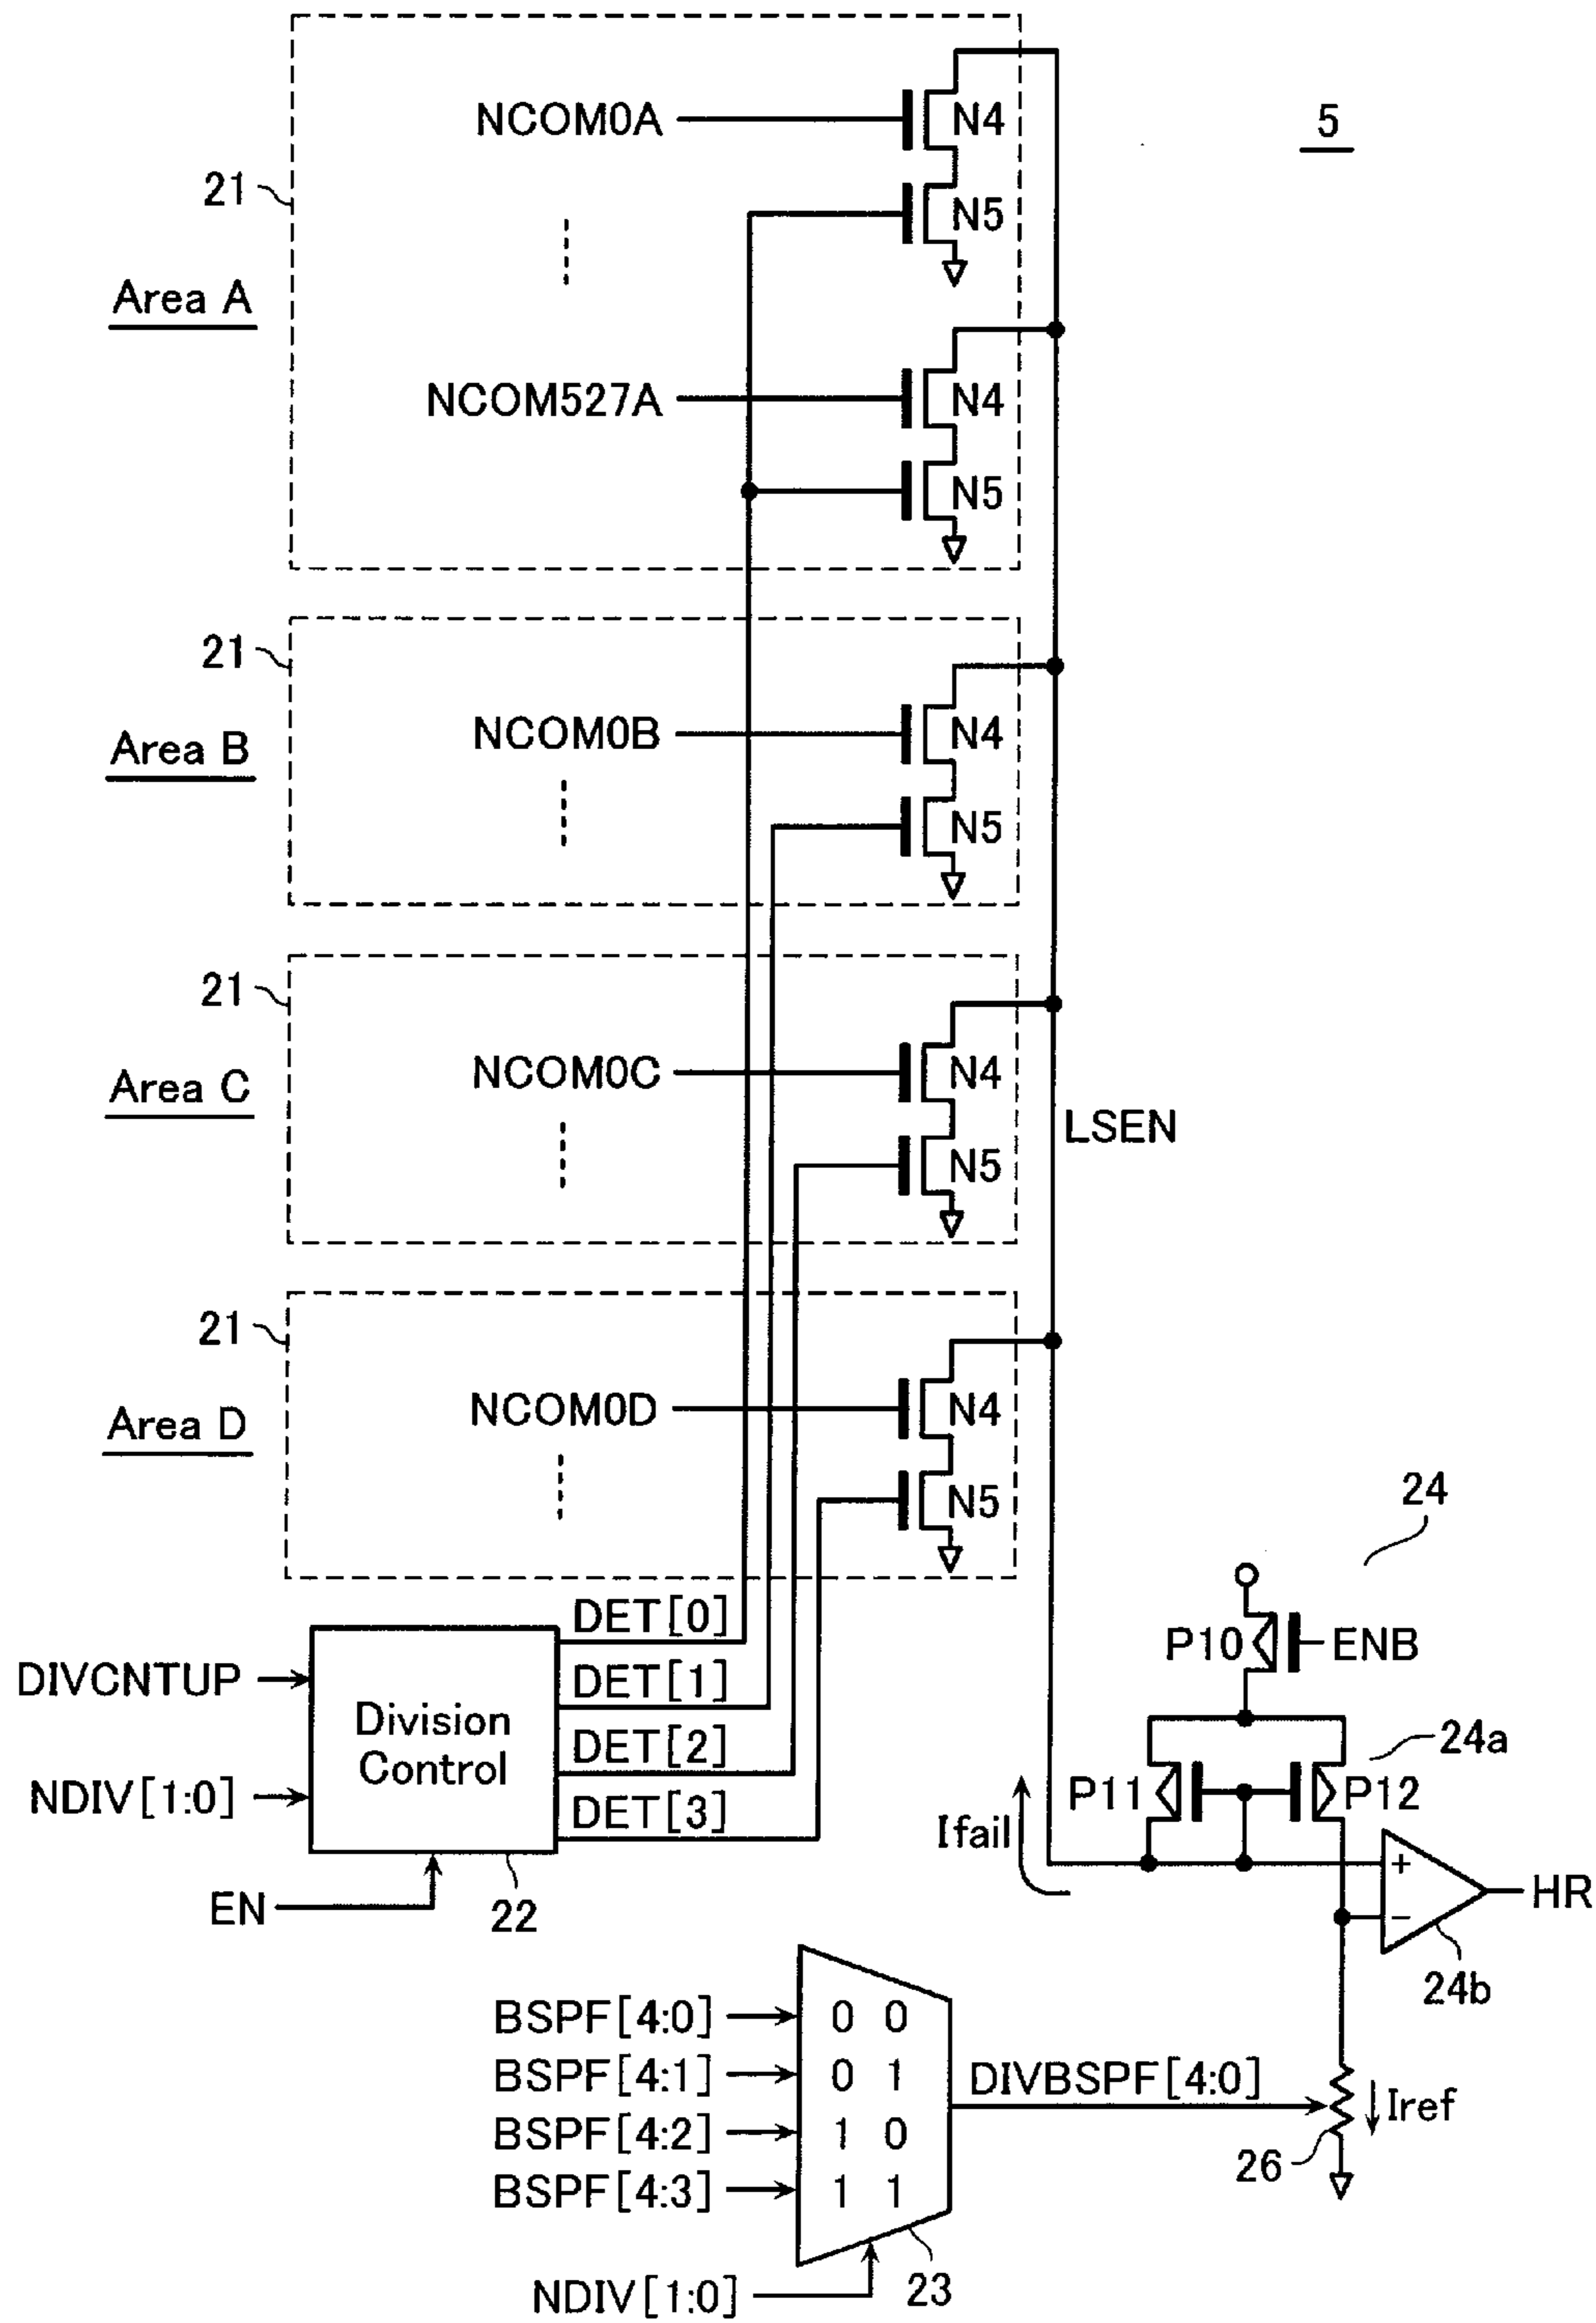 5
NCOM0A
N4
21
N5
Area A
NCOM527A
N4
N5
21
NCOM0B
N4
Area B
N5
21
NCOM0C
N4
Area C
LSEN
N5
21
NCOM0D
N4
Area D
N5
24
DET[0]
P10
ENB
DIVCNTUP
DET[1]
Division
Control
24a
DET[2]
P11
P12
NDIV[1:0]
DET[3]
Ifail
+
HR
EN
22
−
24b
BSPF[4:0]
0 0
BSPF[4:1]
0 1
DIVBSPF[4:0]
Iref
BSPF[4:2]
1 0
26
BSPF[4:3]
1 1
NDIV[1:0]
23